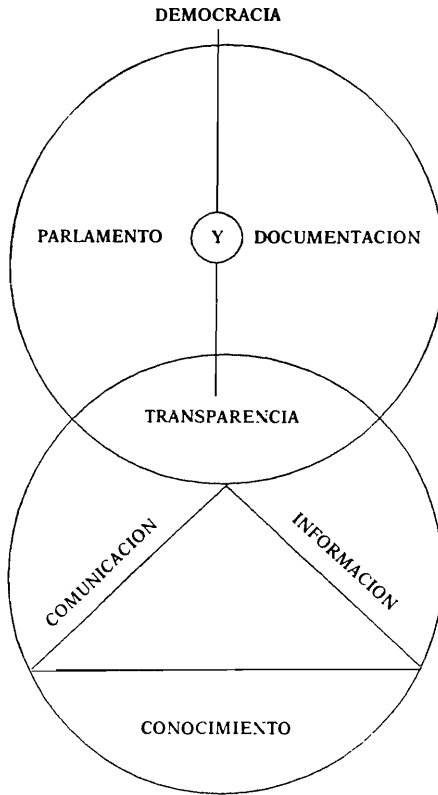 DEMOCRACIA
PARLAMENTO Y DOCUMENTACION
TRANSPARENCIA
COMUNICACION
INFORMACION
CONOCIMIENTO